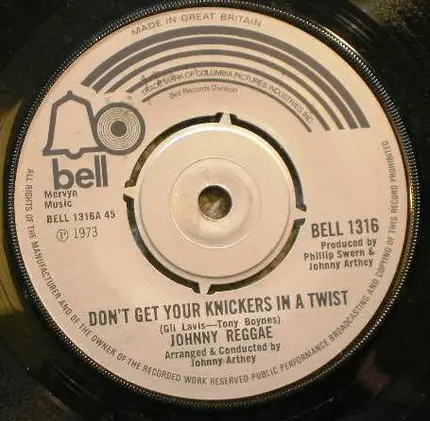 MADE IN GREAT BRITAIN
TRADE MARK OF COLUMBIA PICTURES INDUSTRIES, INC.
Bell Records Division
bell
Mervyn
Music
BELL 1316A 45
Ⓟ 1973
BELL 1316
Produced by
Phillip Swern &
Johnny Arthey
DON'T GET YOUR KNICKERS IN A TWIST
(Gil Lavis—Tony Boynes)
JOHNNY REGGAE
Arranged & Conducted by
Johnny Arthey
ALL RIGHTS OF THE MANUFACTURER AND OF THE OWNER OF THE RECORDED WORK RESERVED·PUBLIC PERFORMANCE BROADCASTING AND COPYING OF THIS RECORD PROHIBITED